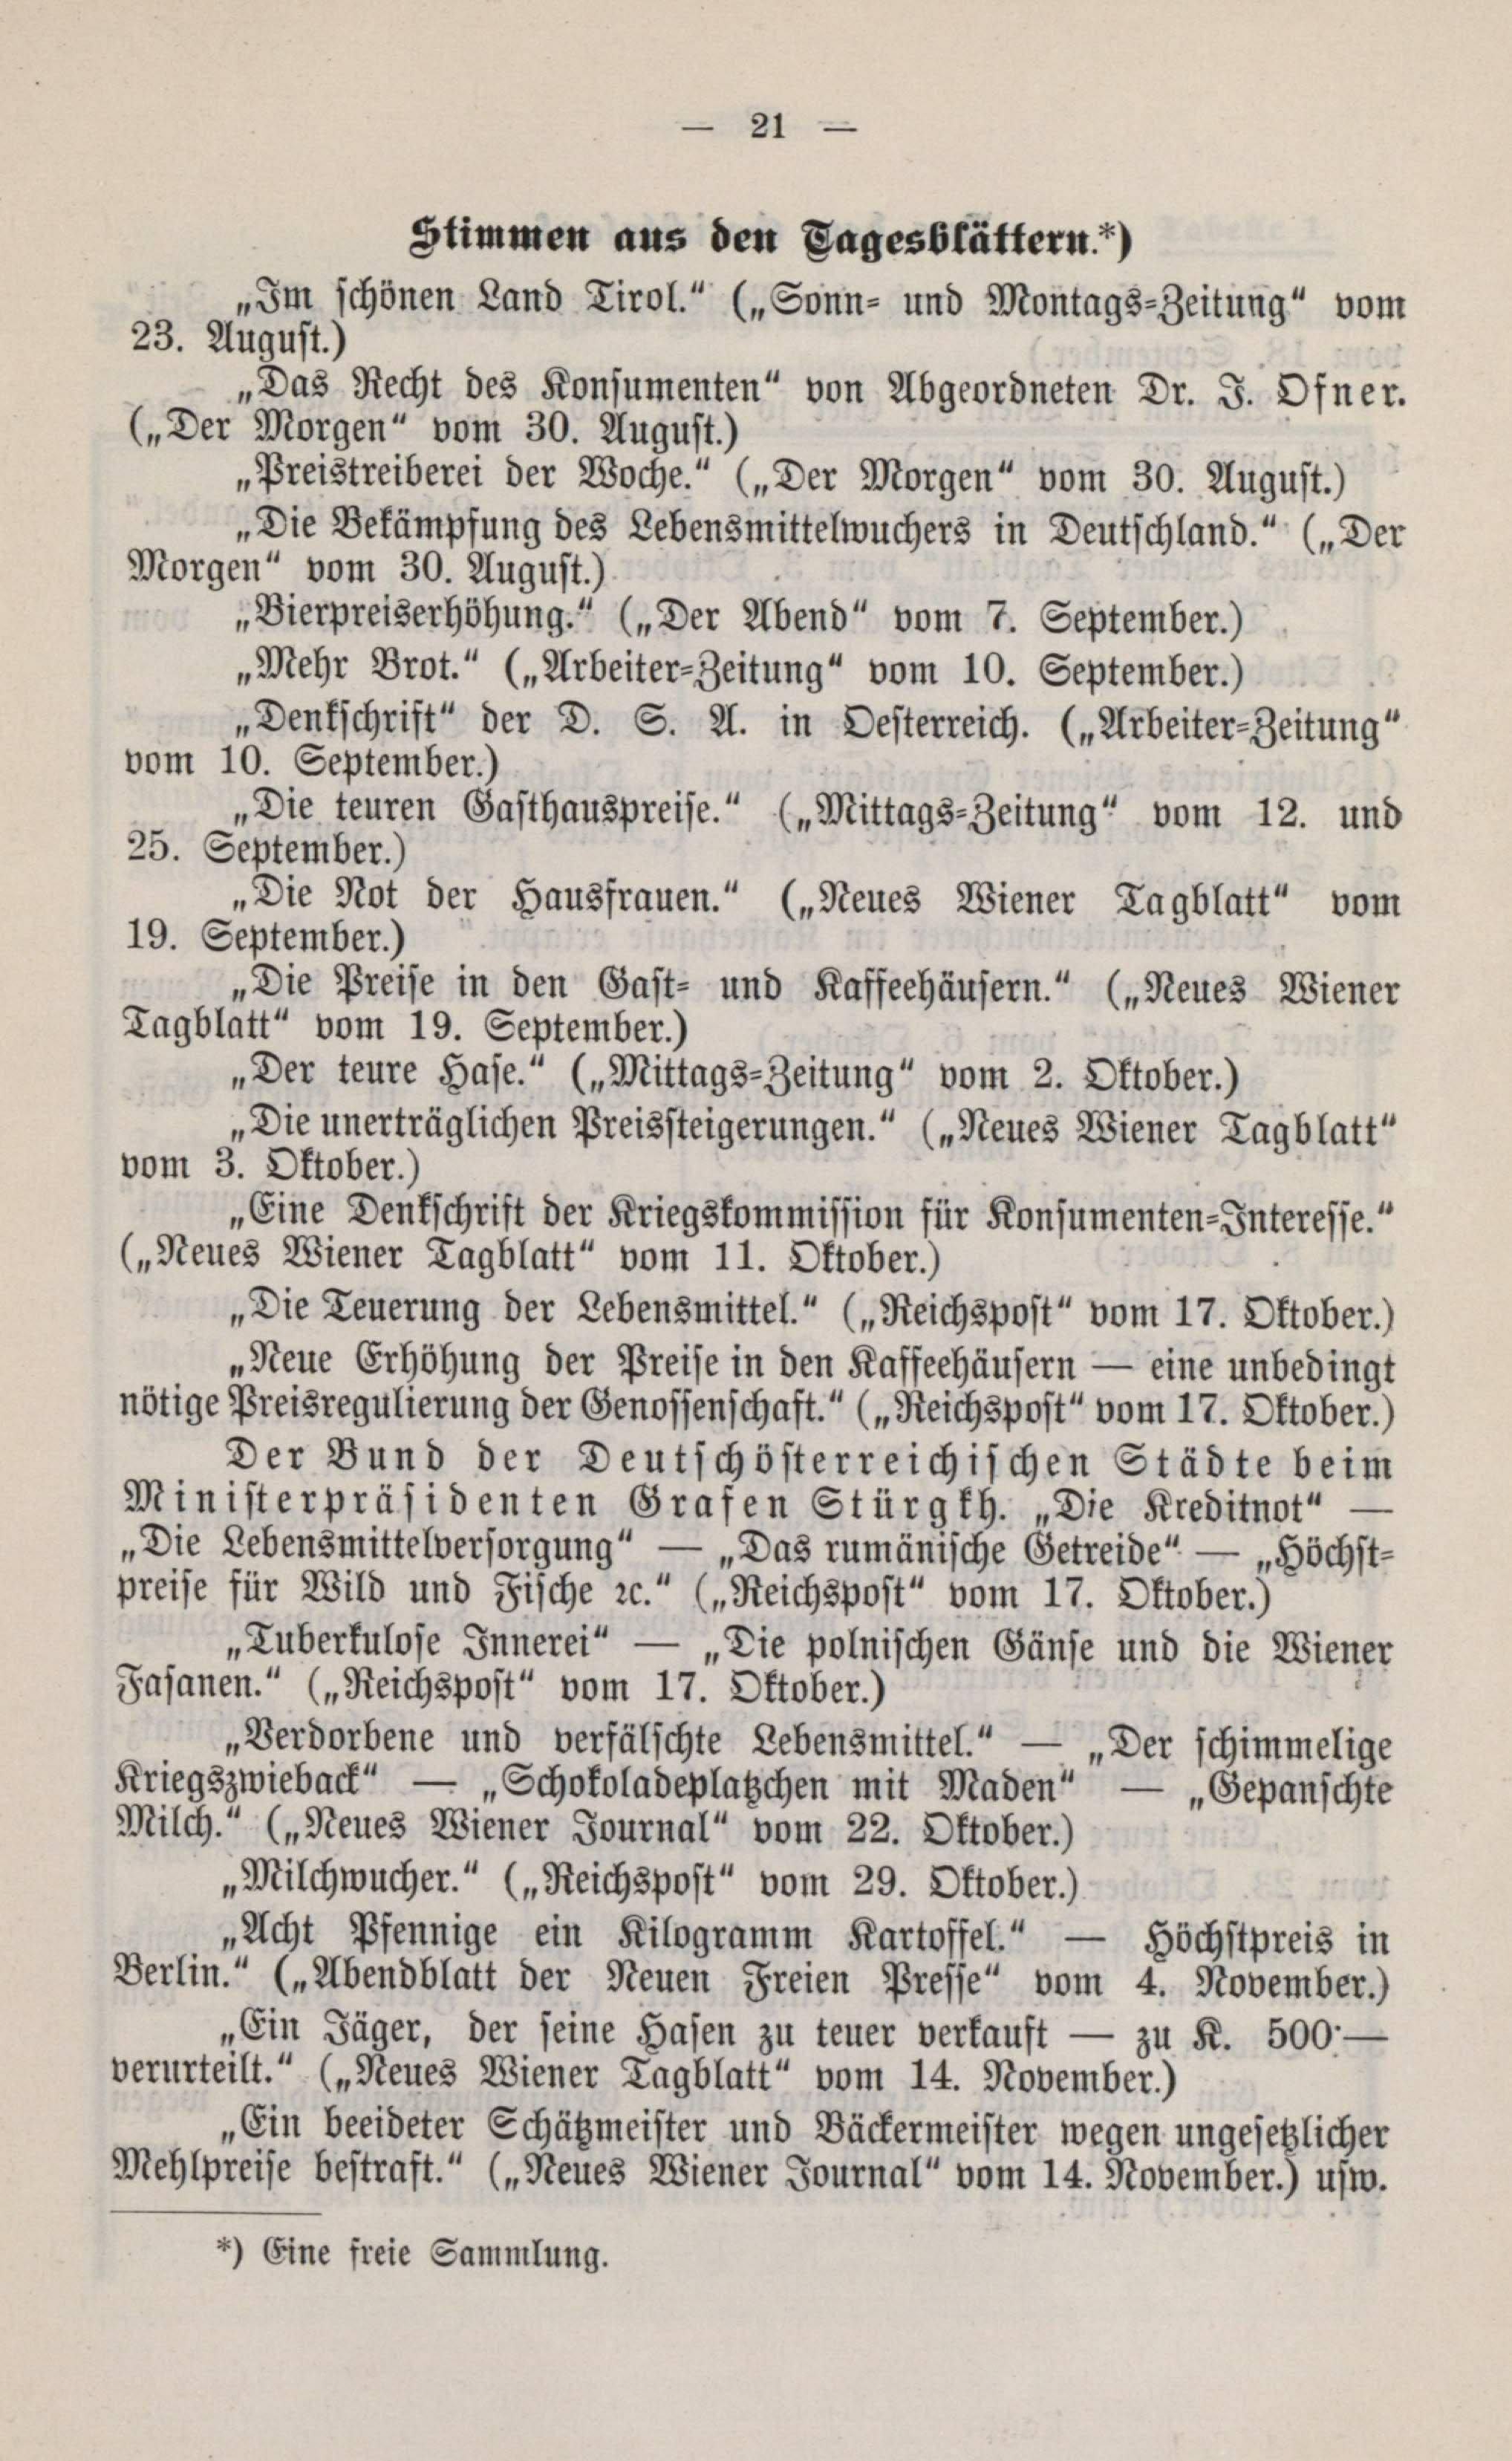 — 21 —
Stimmen aus den Tagesblättern.*)
„Im schönen Land Tirol.“ („Sonn- und Montags-Zeitung“ vom
23. August.)
„Das Recht des Konsumenten“ von Abgeordneten Dr. J. Ofner.
(„Der Morgen“ vom 30. August.)
„Preistreiberei der Woche.“ („Der Morgen“ vom 30. August.)
„Die Bekämpfung des Lebensmittelwuchers in Deutschland.“ („Der
Morgen“ vom 30. August.)
„Bierpreiserhöhung.“ („Der Abend“ vom 7. September.)
„Mehr Brot.“ („Arbeiter-Zeitung“ vom 10. September.)
„Denkschrift“ der D. S. A. in Oesterreich. („Arbeiter-Zeitung“
vom 10. September.)
„Die teuren Gasthauspreise.“ („Mittags-Zeitung“ vom 12. und
25. September.)
„Die Not der Hausfrauen.“ („Neues Wiener Tagblatt“ vom
19. September.)
„Die Preise in den Gast- und Kaffeehäusern.“ („Neues Wiener
Tagblatt“ vom 19. September.)
„Der teure Hase.“ („Mittags-Zeitung“ vom 2. Oktober.)
„Die unerträglichen Preissteigerungen.“ („Neues Wiener Tagblatt“
vom 3. Oktober.)
„Eine Denkschrift der Kriegskommission für Konsumenten-Interesse.“
(„Neues Wiener Tagblatt“ vom 11. Oktober.)
„Die Teuerung der Lebensmittel.“ („Reichspost“ vom 17. Oktober.)
„Neue Erhöhung der Preise in den Kaffeehäusern — eine unbedingt
nötige Preisregulierung der Genossenschaft.“ („Reichspost“ vom 17. Oktober.)
Der Bund der Deutschösterreichischen Städte beim
Ministerpräsidenten Grafen Stürgkh. „Die Kreditnot“ —
„Die Lebensmittelversorgung“ — „Das rumänische Getreide“ — „Höchst-
preise für Wild und Fische ꝛc.“ („Reichspost“ vom 17. Oktober.)
„Tuberkulose Innerei“ — „Die polnischen Gänse und die Wiener
Fasanen.“ („Reichspost“ vom 17. Oktober.)
„Verdorbene und verfälschte Lebensmittel.“ — „Der schimmelige
Kriegszwieback“ — „Schokoladeplatzchen mit Maden“ — „Gepanschte
Milch.“ („Neues Wiener Journal“ vom 22. Oktober.)
„Milchwucher.“ („Reichspost“ vom 29. Oktober.)
„Acht Pfennige ein Kilogramm Kartoffel.“ — Höchstpreis in
Berlin.“ („Abendblatt der Neuen Freien Presse“ vom 4. November.)
„Ein Jäger, der seine Hasen zu teuer verkauft — zu K. 500·—
verurteilt.“ („Neues Wiener Tagblatt“ vom 14. November.)
„Ein beeideter Schätzmeister und Bäckermeister wegen ungesetzlicher
Mehlpreise bestraft.“ („Neues Wiener Journal“ vom 14. November.) usw.
*) Eine freie Sammlung.